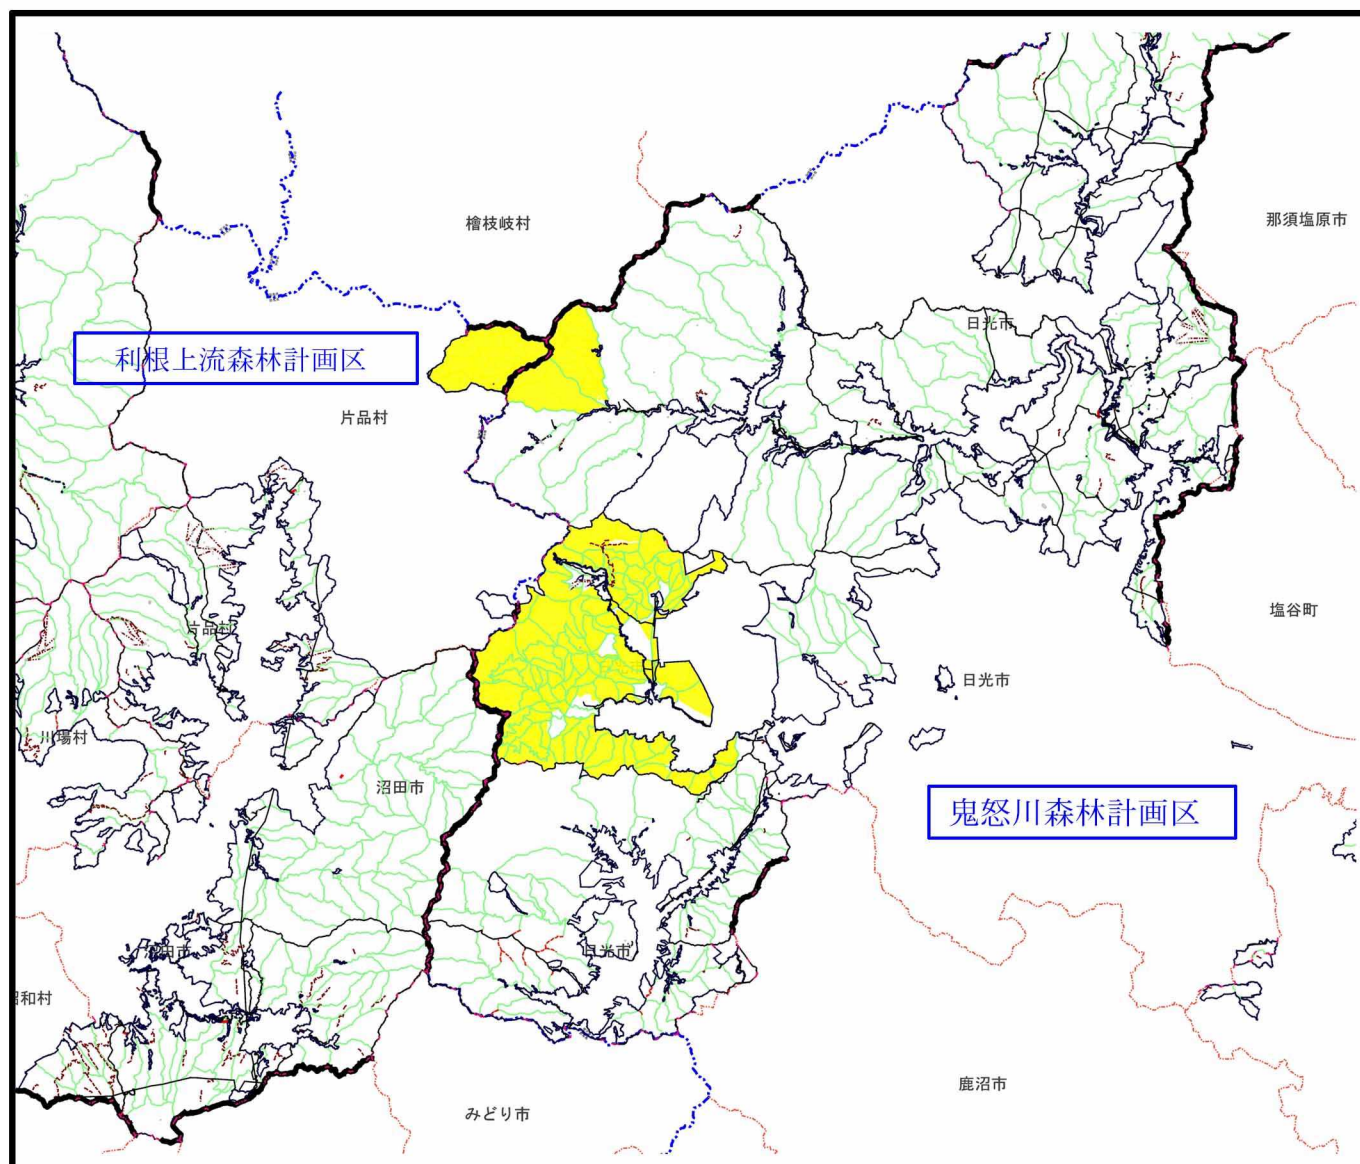 檜枝岐村
那須塩原市
日光市
利根上流森林計画区
片品村
塩谷町
片品村
日光市
川場村
沼田市
鬼怒川森林計画区
日光市
田市
和村
鹿沼市
みどり市